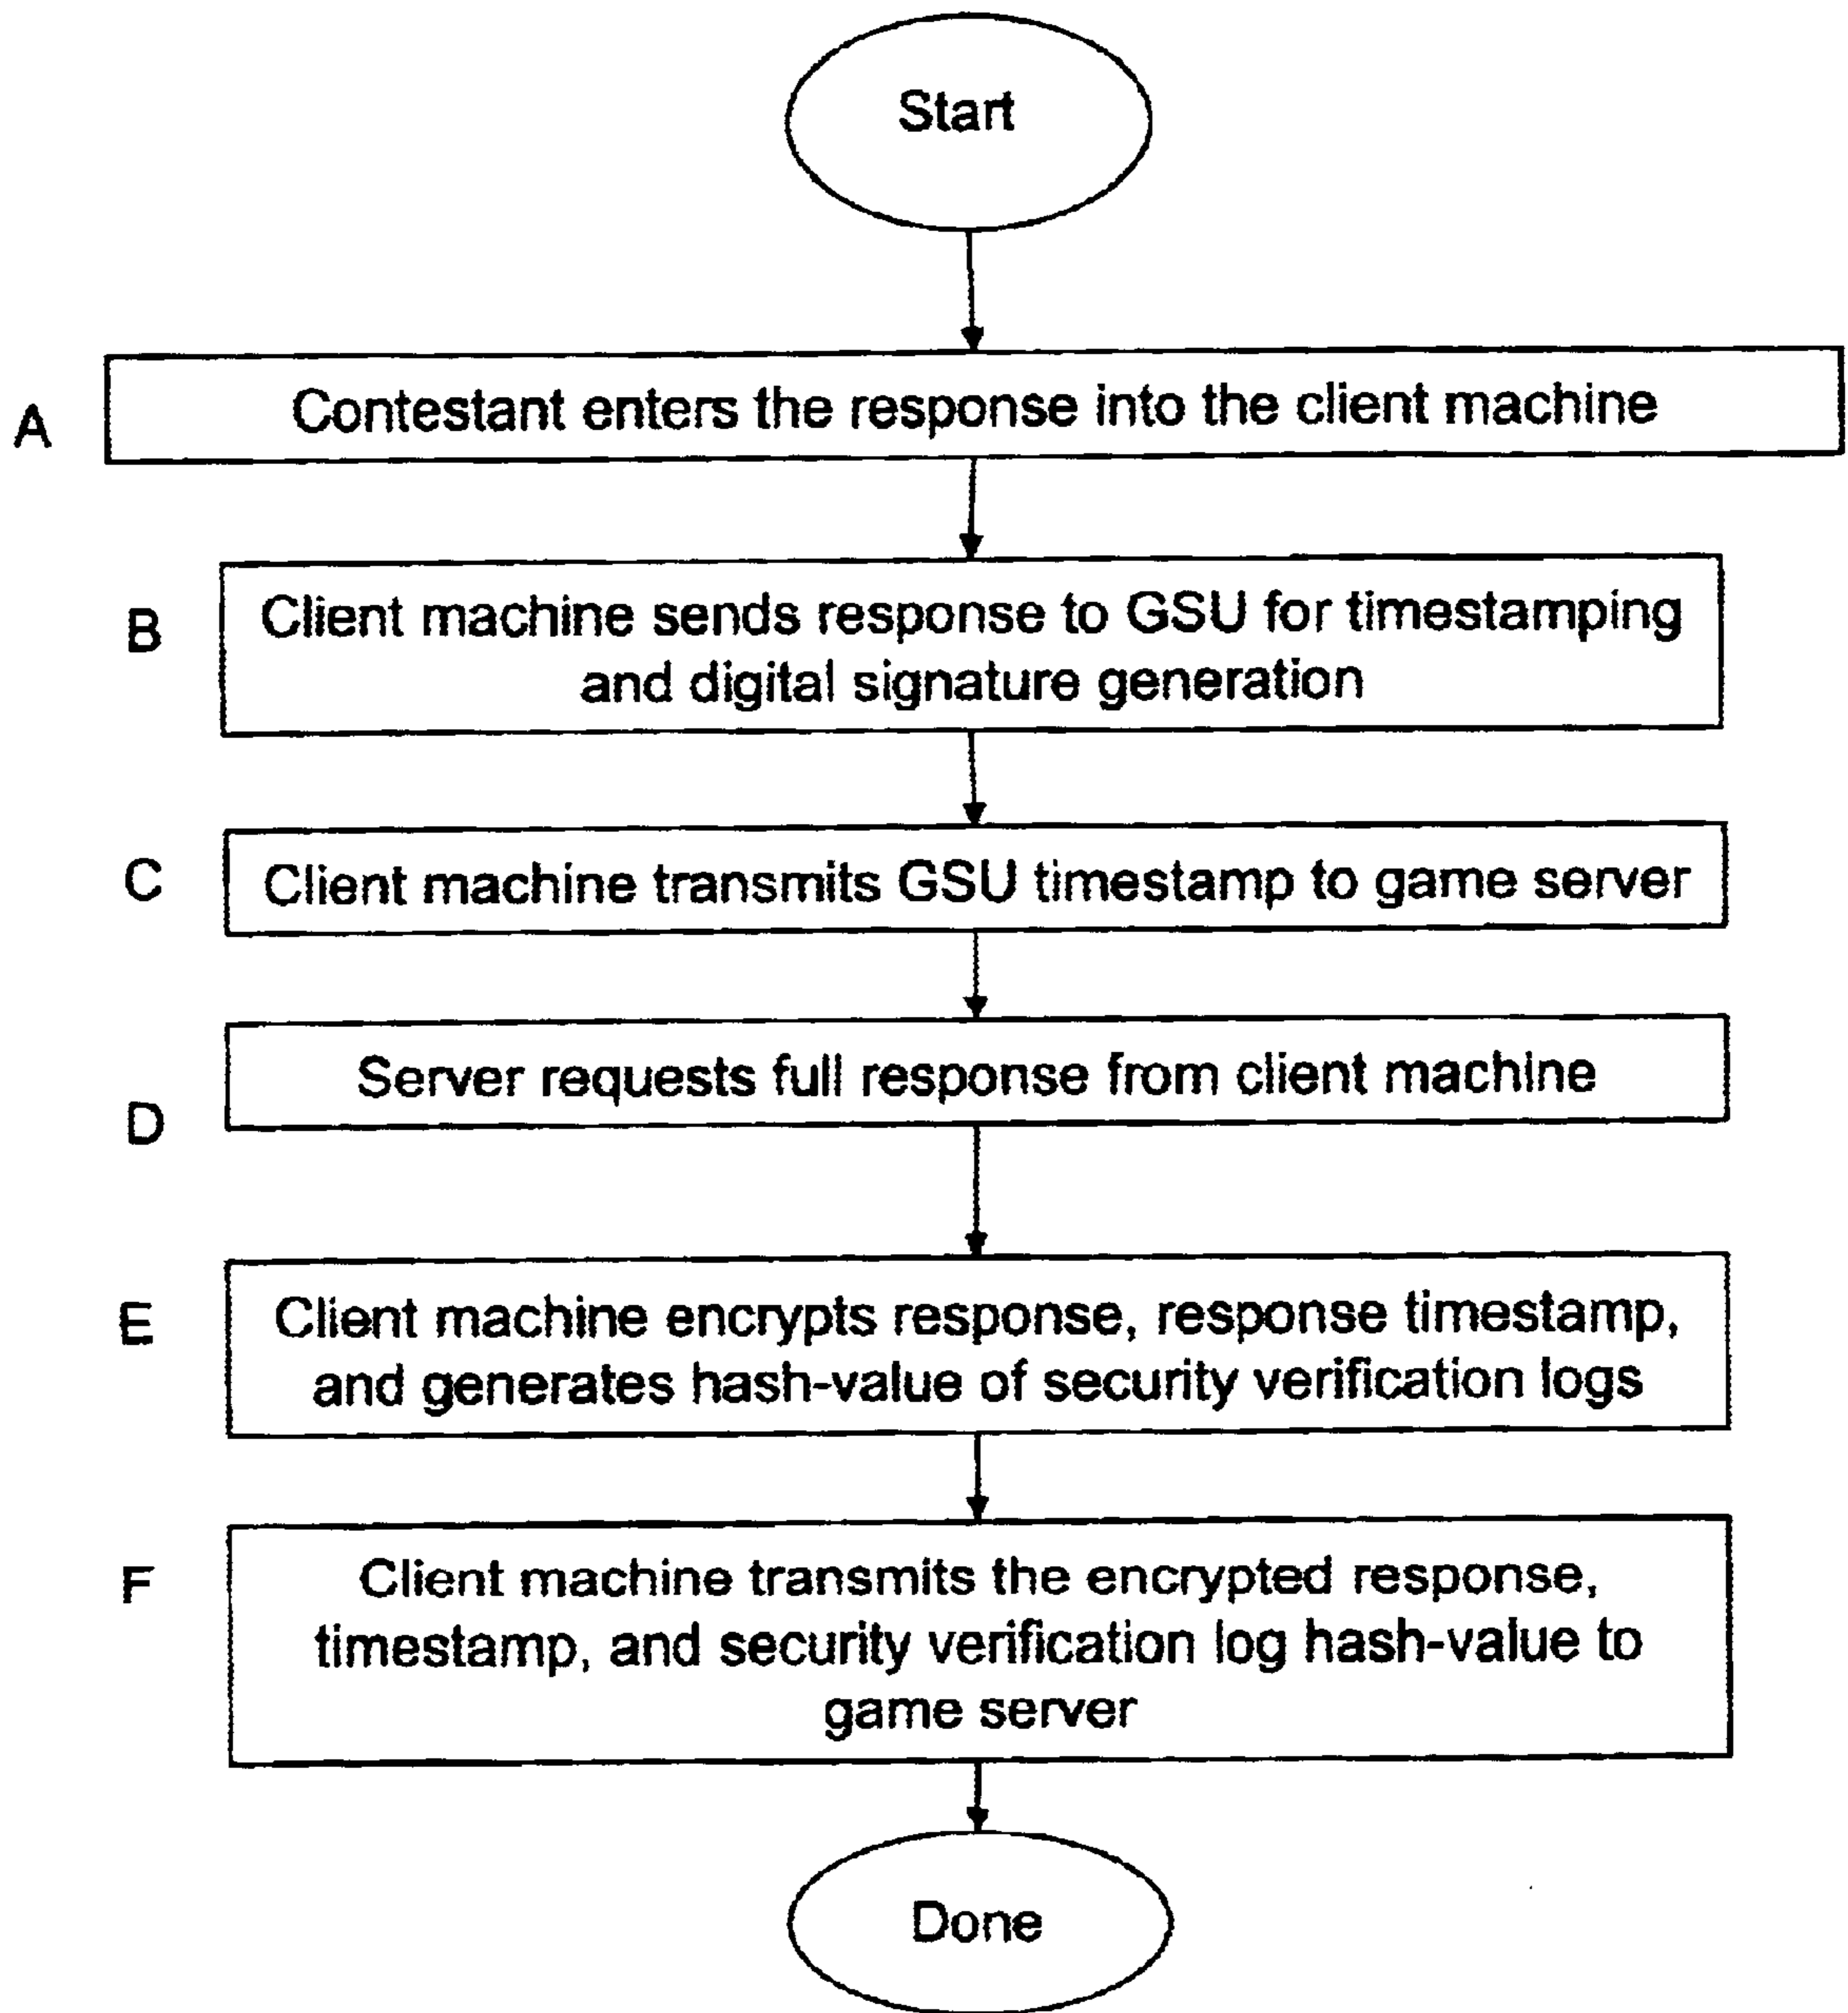 Start
A
Contestant enters the response into the client machine
B
Client machine sends response to GSU for timestamping
and digital signature generation
C
Client machine transmits GSU timestamp to game server
D
Server requests full response from client machine
E
Client machine encrypts response, response timestamp,
and generates hash-value of security verification logs
F
Client machine transmits the encrypted response,
timestamp, and security verification log hash-value to
game server
Done